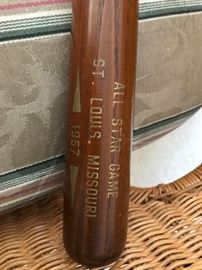 ALL STAR GAME
ST. LOUIS, MISSOURI
1957